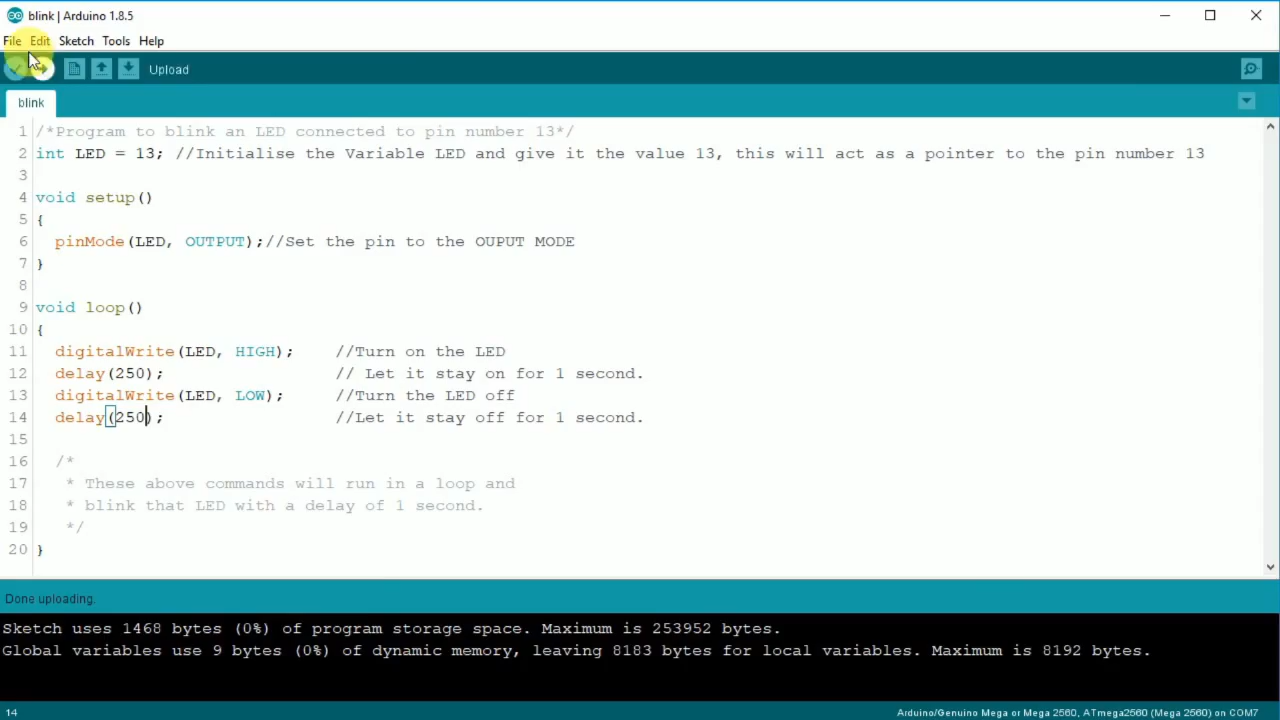 blink | Arduino 1.8.5
File Edit Sketch Tools Help
Upload
blink
1 /*Program to blink an LED connected to pin number 13*/
2 int LED = 13; //Initialise the Variable LED and give it the value 13, this will act as a pointer to the pin number 13
3
4 void setup()
5 {
6 pinMode(LED, OUTPUT);//Set the pin to the OUPUT MODE
7 }
8
9 void loop()
10 {
11 digitalWrite(LED, HIGH); //Turn on the LED
12 delay(250); // Let it stay on for 1 second.
13 digitalWrite(LED, LOW); //Turn the LED off
14 delay(250); //Let it stay off for 1 second.
15
16 /*
17 * These above commands will run in a loop and
18 * blink that LED with a delay of 1 second.
19 */
20 }
Done uploading.
Sketch uses 1468 bytes (0%) of program storage space. Maximum is 253952 bytes.
Global variables use 9 bytes (0%) of dynamic memory, leaving 8183 bytes for local variables. Maximum is 8192 bytes.
14 Arduino/Genuino Mega or Mega 2560, ATmega2560 (Mega 2560) on COM7